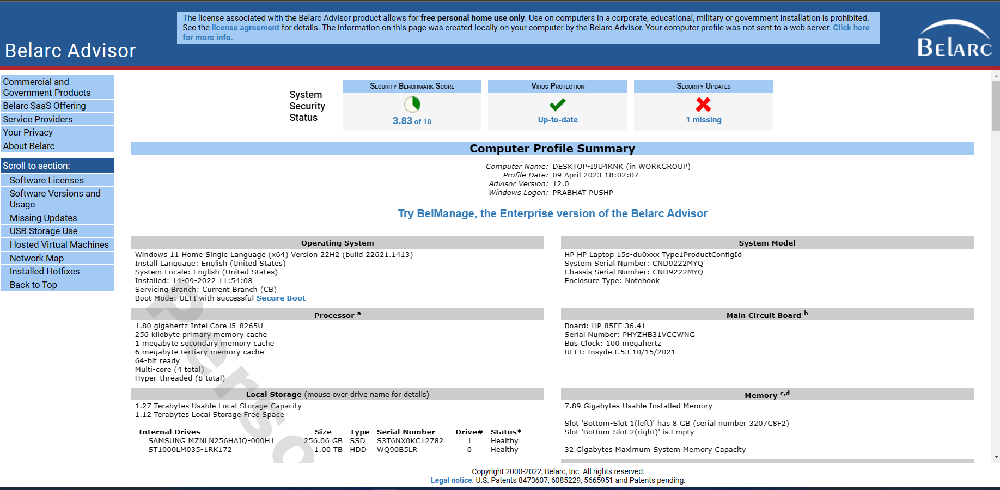 The license associated with the Belarc Advisor product allows for free personal home use only. Use on computers in a corporate, educational, military or government installation is prohibited.
See the license agreement for details. The information on this page was created locally on your computer by the Belarc Advisor. Your computer profile was not sent to a web server. Click here
for more info.
Belarc Advisor
BELARC
Commercial and
Government Products
Belarc SaaS Offering
Service Providers
Your Privacy
About Belarc
Scroll to section:
Software Licenses
Software Versions and
Usage
Missing Updates
USB Storage Use
Hosted Virtual Machines
Network Map
Installed Hotfixes
Back to Top
System
Security
Status
Security Benchmark Score
3.83 of 10
Virus Protection
Up-to-date
Security Updates
1 missing
Computer Profile Summary
Computer Name: DESKTOP-I9U4KNK (in WORKGROUP)
Profile Date: 09 April 2023 18:02:07
Advisor Version: 12.0
Windows Logon: PRABHAT PUSHP
Try BelManage, the Enterprise version of the Belarc Advisor
Operating System
Windows 11 Home Single Language (x64) Version 22H2 (build 22621.1413)
Install Language: English (United States)
System Locale: English (United States)
Installed: 14-09-2022 11:54:08
Servicing Branch: Current Branch (CB)
Boot Mode: UEFI with successful Secure Boot
System Model
HP HP Laptop 15s-du0xxx Type1ProductConfigId
System Serial Number: CND9222MYQ
Chassis Serial Number: CND9222MYQ
Enclosure Type: Notebook
Processor a
1.80 gigahertz Intel Core i5-8265U
256 kilobyte primary memory cache
1 megabyte secondary memory cache
6 megabyte tertiary memory cache
64-bit ready
Multi-core (4 total)
Hyper-threaded (8 total)
Main Circuit Board b
Board: HP 85EF 36.41
Serial Number: PHYZHB31VCCWNG
Bus Clock: 100 megahertz
UEFI: Insyde F.53 10/15/2021
Local Storage (mouse over drive name for details)
1.27 Terabytes Usable Local Storage Capacity
1.12 Terabytes Local Storage Free Space
Internal Drives Size Type Serial Number Drive# Status*
SAMSUNG MZNLN256HAJQ-000H1 256.06 GB SSD S3T6NX0KC12782 1 Healthy
ST1000LM035-1RK172 1.00 TB HDD WQ90B5LR 0 Healthy
Memory c,d
7.89 Gigabytes Usable Installed Memory
Slot 'Bottom-Slot 1(left)' has 8 GB (serial number 3207C8F2)
Slot 'Bottom-Slot 2(right)' is Empty
32 Gigabytes Maximum System Memory Capacity
Perso
Copyright 2000-2022, Belarc, Inc. All rights reserved.
Legal notice. U.S. Patents 8473607, 6085229, 5665951 and Patents pending.